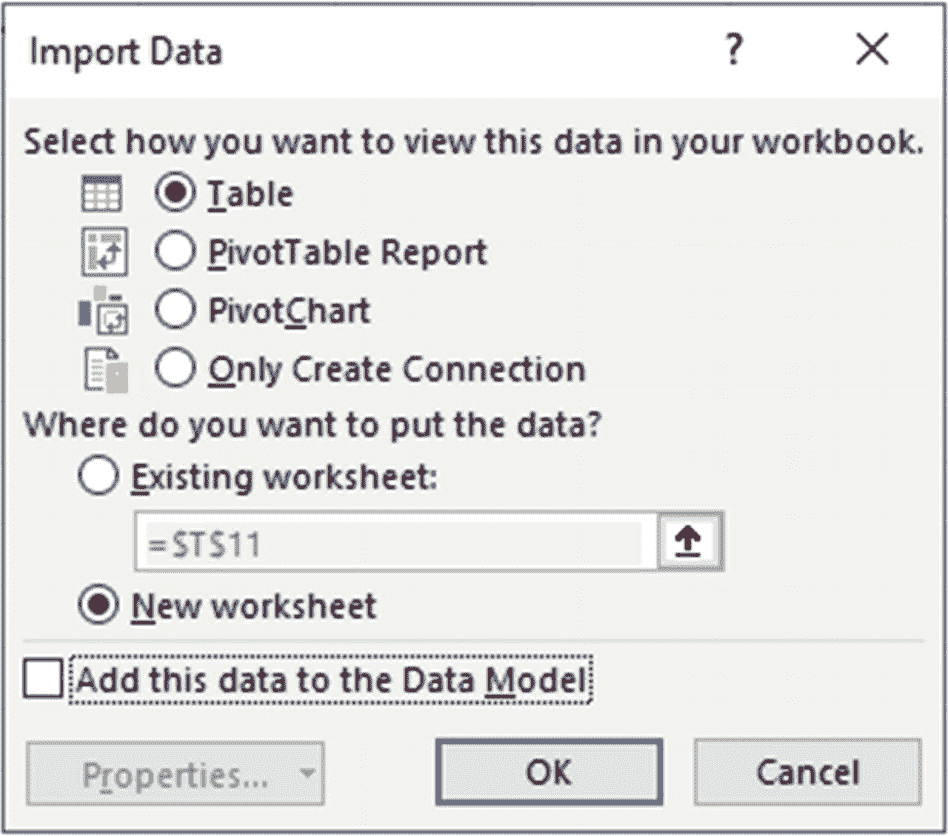 Import Data ?
Select how you want to view this data in your workbook.
Table
PivotTable Report
PivotChart
Only Create Connection
Where do you want to put the data?
Existing worksheet:
=$T$11
New worksheet
Add this data to the Data Model
Properties... OK Cancel